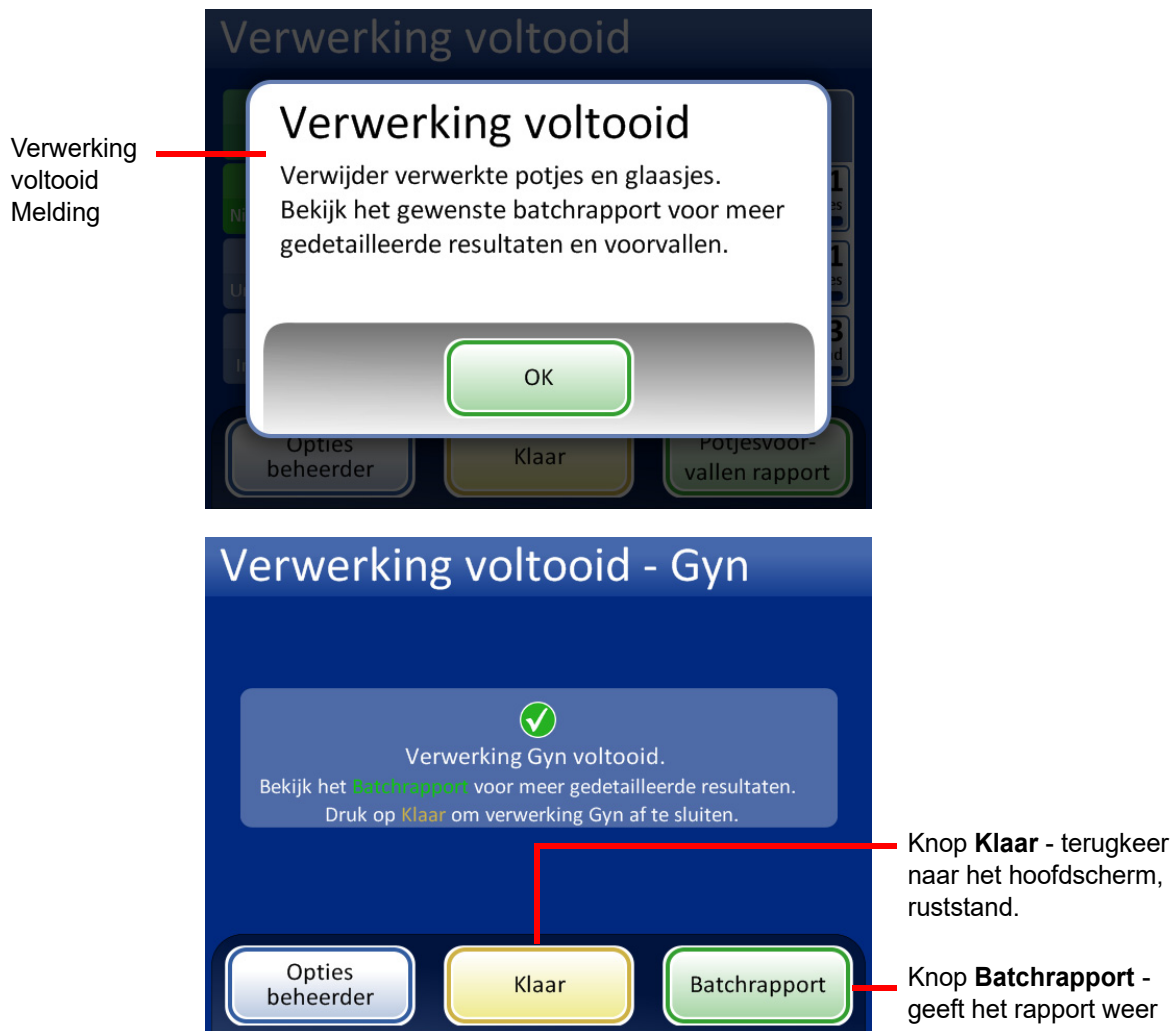 Verwerking voltooid
Verwerking
voltooid
Melding
Verwerking voltooid
Verwijder verwerkte potjes en glaasjes.
Bekijk het gewenste batchrapport voor meer
gedetailleerde resultaten en voorvallen.
OK
Opties
beheerder
Klaar
Potjesvoor-
vallen rapport
Verwerking voltooid - Gyn
Verwerking Gyn voltooid.
Bekijk het Batchrapport voor meer gedetailleerde resultaten.
Druk op Klaar om verwerking Gyn af te sluiten.
Knop Klaar - terugkeer
naar het hoofdscherm,
ruststand.
Opties
beheerder
Klaar
Batchrapport
Knop Batchrapport -
geeft het rapport weer